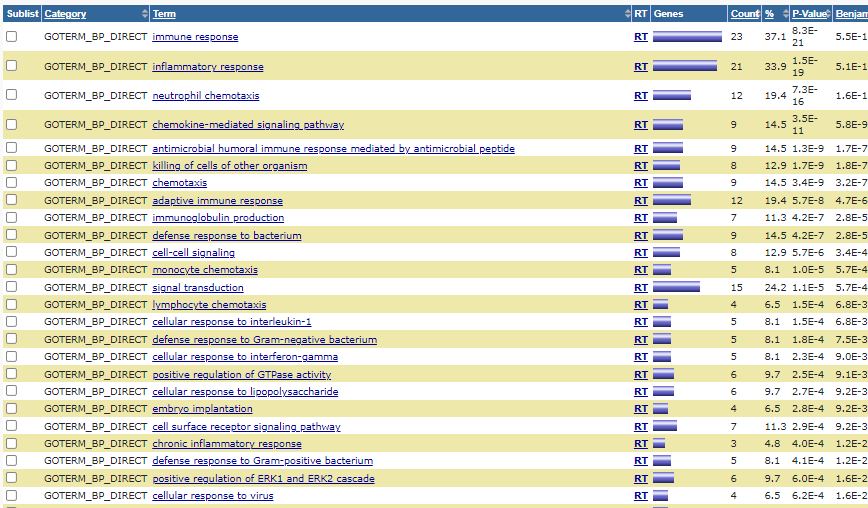 Sublist Category Term RT Genes Count % P-Value Benjam
GOTERM_BP_DIRECT immune response RT 23 37.1 8.3E-21 5.5E-1
GOTERM_BP_DIRECT inflammatory response RT 21 33.9 1.5E-19 5.1E-1
GOTERM_BP_DIRECT neutrophil chemotaxis RT 12 19.4 7.3E-16 1.6E-1
GOTERM_BP_DIRECT chemokine-mediated signaling pathway RT 9 14.5 3.5E-11 5.8E-9
GOTERM_BP_DIRECT antimicrobial humoral immune response mediated by antimicrobial peptide RT 9 14.5 1.3E-9 1.7E-7
GOTERM_BP_DIRECT killing of cells of other organism RT 8 12.9 1.7E-9 1.8E-7
GOTERM_BP_DIRECT chemotaxis RT 9 14.5 3.4E-9 3.2E-7
GOTERM_BP_DIRECT adaptive immune response RT 12 19.4 5.7E-8 4.7E-6
GOTERM_BP_DIRECT immunoglobulin production RT 7 11.3 4.2E-7 2.8E-5
GOTERM_BP_DIRECT defense response to bacterium RT 9 14.5 4.2E-7 2.8E-5
GOTERM_BP_DIRECT cell-cell signaling RT 8 12.9 5.7E-6 3.4E-4
GOTERM_BP_DIRECT monocyte chemotaxis RT 5 8.1 1.0E-5 5.7E-4
GOTERM_BP_DIRECT signal transduction RT 15 24.2 1.1E-5 5.7E-4
GOTERM_BP_DIRECT lymphocyte chemotaxis RT 4 6.5 1.5E-4 6.8E-3
GOTERM_BP_DIRECT cellular response to interleukin-1 RT 5 8.1 1.5E-4 6.8E-3
GOTERM_BP_DIRECT defense response to Gram-negative bacterium RT 5 8.1 1.8E-4 7.5E-3
GOTERM_BP_DIRECT cellular response to interferon-gamma RT 5 8.1 2.3E-4 9.0E-3
GOTERM_BP_DIRECT positive regulation of GTPase activity RT 6 9.7 2.5E-4 9.1E-3
GOTERM_BP_DIRECT cellular response to lipopolysaccharide RT 6 9.7 2.7E-4 9.2E-3
GOTERM_BP_DIRECT embryo implantation RT 4 6.5 2.8E-4 9.2E-3
GOTERM_BP_DIRECT cell surface receptor signaling pathway RT 7 11.3 2.9E-4 9.2E-3
GOTERM_BP_DIRECT chronic inflammatory response RT 3 4.8 4.0E-4 1.2E-2
GOTERM_BP_DIRECT defense response to Gram-positive bacterium RT 5 8.1 4.1E-4 1.2E-2
GOTERM_BP_DIRECT positive regulation of ERK1 and ERK2 cascade RT 6 9.7 6.0E-4 1.6E-2
GOTERM_BP_DIRECT cellular response to virus RT 4 6.5 6.2E-4 1.6E-2